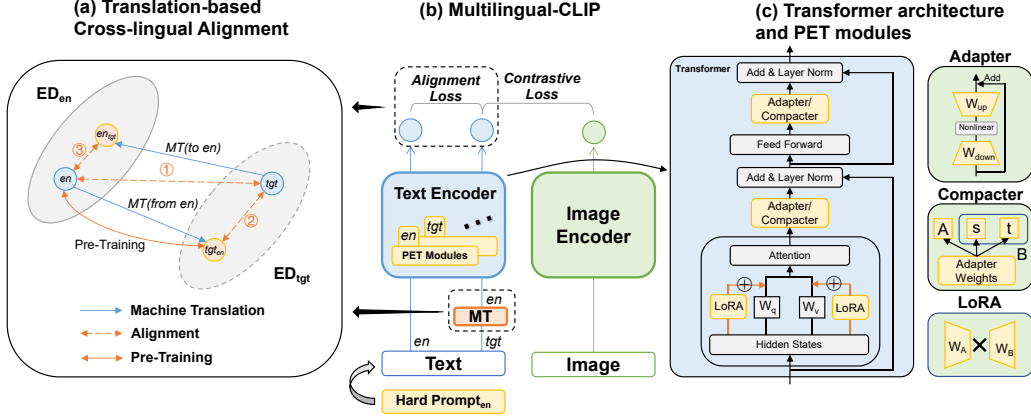 (a) Translation-based
Cross-lingual Alignment
ED_en
en_tgt
③
MT(to en)
①
en
tgt
MT(from en)
②
Pre-Training
tgt_en
ED_tgt
Machine Translation
Alignment
Pre-Training
(b) Multilingual-CLIP
Alignment
Loss
Contrastive
Loss
Text Encoder
en
tgt
...
PET Modules
Image
Encoder
en
MT
en
tgt
Text
Image
Hard Prompt_en
(c) Transformer architecture
and PET modules
Transformer
Add & Layer Norm
Adapter/
Compacter
Feed Forward
Add & Layer Norm
Adapter/
Compacter
Attention
LoRA
W_q
W_v
LoRA
Hidden States
Adapter
Add
W_up
Nonlinear
W_down
Compacter
A
s
t
B
Adapter
Weights
LoRA
W_A
×
W_B